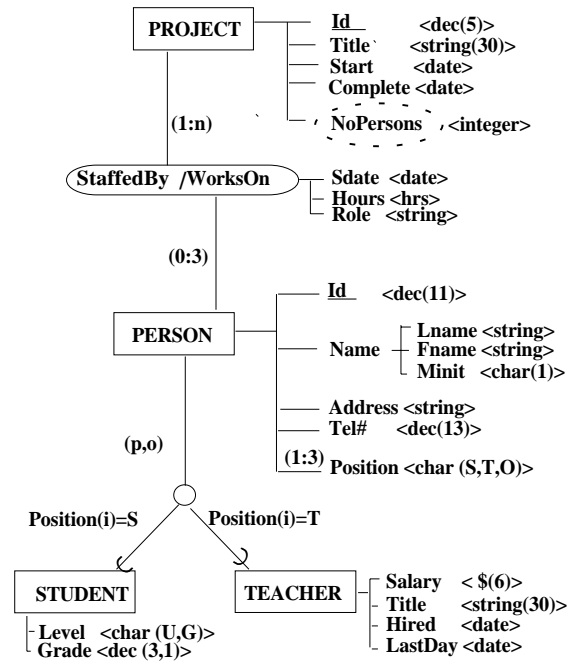 PROJECT
Id <dec(5)>
Title <string(30)>
Start <date>
Complete <date>
NoPersons <integer>
(1:n)
StaffedBy /WorksOn
Sdate <date>
Hours <hrs>
Role <string>
(0:3)
PERSON
Id <dec(11)>
Name
Lname <string>
Fname <string>
Minit <char(1)>
Address <string>
Tel# <dec(13)>
(1:3)
Position <char (S,T,O)>
(p,o)
Position(i)=S
Position(i)=T
STUDENT
Level <char (U,G)>
Grade <dec (3,1)>
TEACHER
Salary < $(6)>
Title <string(30)>
Hired <date>
LastDay <date>